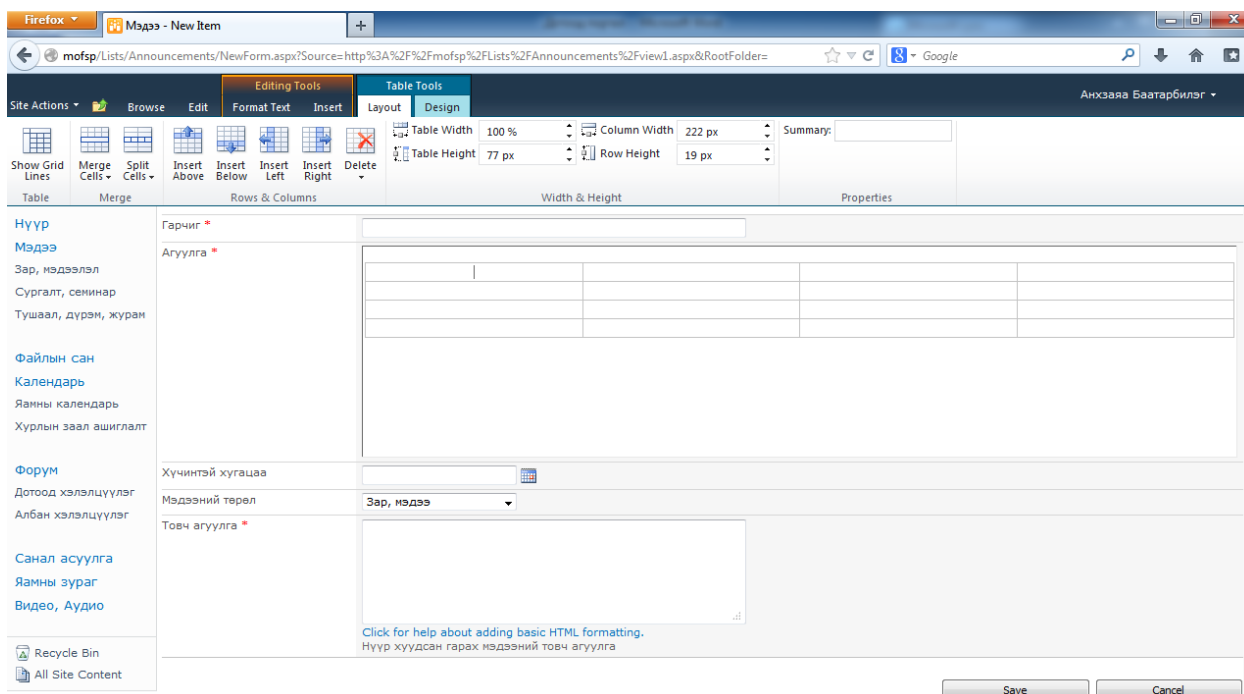 Firefox
Мэдээ - New Item
mofsp/Lists/Announcements/NewForm.aspx?Source=http%3A%2F%2Fmofsp%2FLists%2FAnnouncements%2Fview1.aspx&RootFolder=
Google
Editing Tools
Table Tools
Site Actions
Browse
Edit
Format Text
Insert
Layout
Design
Анхзаяа Баатарбилэг
Show Grid Lines
Merge Cells
Split Cells
Insert Above
Insert Below
Insert Left
Insert Right
Delete
Table Width 100 %
Table Height 77 px
Column Width 222 px
Row Height 19 px
Summary:
Table
Merge
Rows & Columns
Width & Height
Properties
Нүүр
Мэдээ
Зар, мэдээлэл
Сургалт, семинар
Тушаал, дүрэм, журам
Файлын сан
Календарь
Яамны календарь
Хурлын заал ашиглалт
Форум
Дотоод хэлэлцүүлэг
Албан хэлэлцүүлэг
Санал асуулга
Яамны зураг
Видео, Аудио
Recycle Bin
All Site Content
Гарчиг *
Агуулга *
Хүчинтэй хугацаа
Мэдээний төрөл
Зар, мэдээ
Товч агуулга *
Click for help about adding basic HTML formatting.
Нүүр хуудсан гарах мэдээний товч агуулга
Save
Cancel